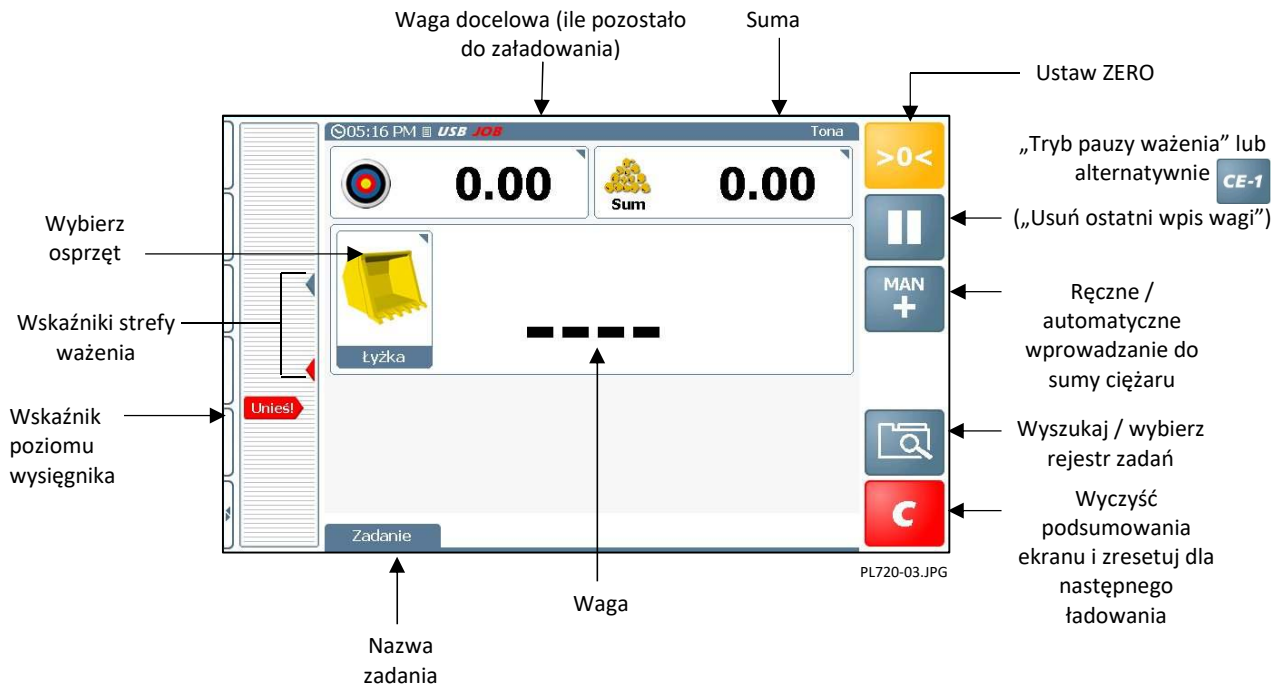 Waga docelowa (ile pozostało
do załadowania)
Suma
Ustaw ZERO
05:16 PM USB JOB
Tona
>0<
„Tryb pauzy ważenia” lub
alternatywnie CE-1
(„Usuń ostatni wpis wagi”)
0.00
Sum
0.00
Wybierz
osprzęt
MAN
+
Ręczne /
automatyczne
wprowadzanie do
sumy ciężaru
Wskaźniki strefy
ważenia
Łyżka
Unieś!
Wskaźnik
poziomu
wysięgnika
Wyszukaj / wybierz
rejestr zadań
C
Wyczyść
podsumowania
ekranu i zresetuj dla
następnego
ładowania
Zadanie
PL720-03.JPG
Waga
Nazwa
zadania